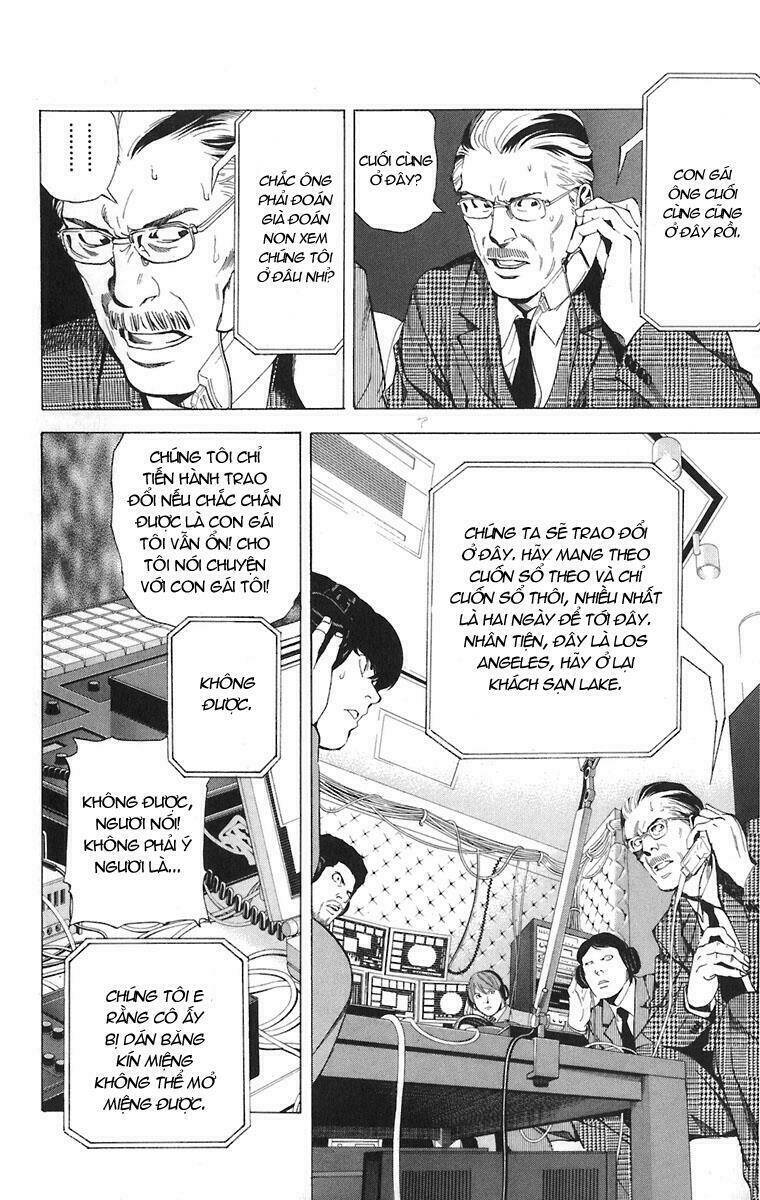 CON GÁI
ÔNG CUỐI
CÙNG CŨNG
Ở ĐÂY RỒI.
CUỐI CÙNG
Ở ĐÂY?
CHẮC ÔNG
PHẢI ĐOÁN
GIÀ ĐOÁN
NON XEM
CHÚNG TÔI
Ở ĐÂU NHỈ?
......
......
CHÚNG TA SẼ TRAO ĐỔI
Ở ĐÂY. HÃY MANG THEO
CUỐN SỔ THEO VÀ CHỈ
CUỐN SỔ THÔI, NHIỀU NHẤT
LÀ HAI NGÀY ĐỂ TỚI ĐÂY.
NHÂN TIỆN, ĐÂY LÀ LOS
ANGELES, HÃY Ở LẠI
KHÁCH SẠN LAKE.
CHÚNG TÔI CHỈ
TIẾN HÀNH TRAO
ĐỔI NẾU CHẮC CHẮN
ĐƯỢC LÀ CON GÁI
TÔI VẪN ỔN! CHO
TÔI NÓI CHUYỆN
VỚI CON GÁI TÔI!
KHÔNG
ĐƯỢC.
KHÔNG ĐƯỢC,
NGƯƠI NÓI!
KHÔNG PHẢI Ý
NGƯƠI LÀ...
CHÚNG TÔI E
RẰNG CÔ ẤY
BỊ DÁN BĂNG
KÍN MIỆNG
KHÔNG THỂ MỞ
MIỆNG ĐƯỢC.